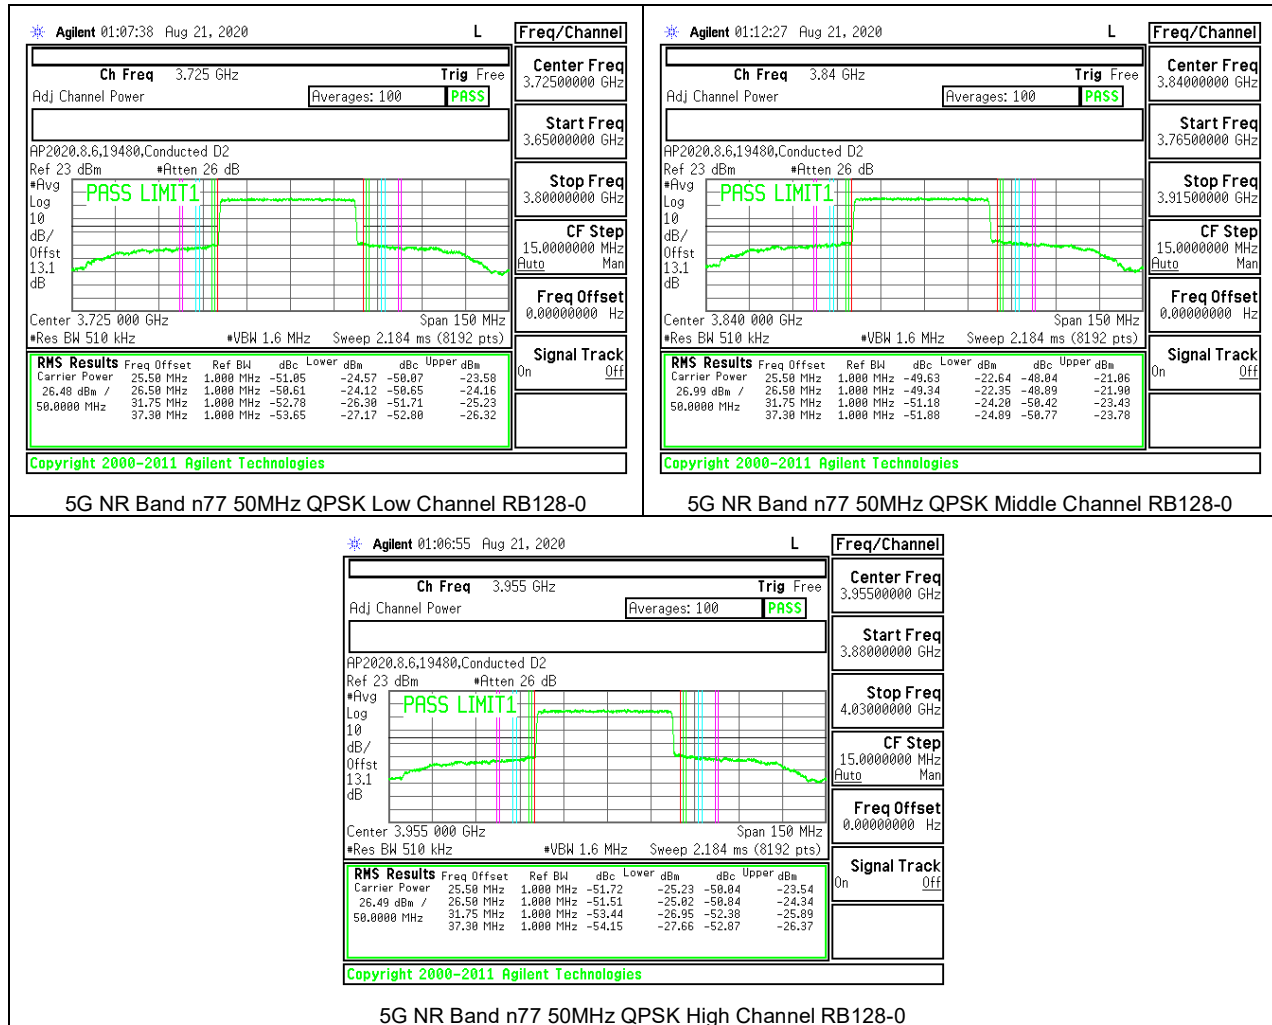 Agilent 01:07:38 Aug 21, 2020 L Freq/Channel
Ch Freq 3.725 GHz Trig Free
Adj Channel Power Averages: 100 PASS
AP2020.8.6,19480,Conducted D2
Ref 23 dBm #Atten 26 dB
#Avg
Log
10
dB/
Offst
13.1
dB
PASS LIMIT1
Center 3.725 000 GHz Span 150 MHz
#Res BW 510 kHz #VBW 1.6 MHz Sweep 2.184 ms (8192 pts)
RMS Results Freq Offset Ref BW dBc Lower dBm dBc Upper dBm
Carrier Power 25.50 MHz 1.000 MHz -51.05 -24.57 -50.07 -23.58
26.48 dBm / 26.50 MHz 1.000 MHz -50.61 -24.12 -50.65 -24.16
50.0000 MHz 31.75 MHz 1.000 MHz -52.78 -26.30 -51.71 -25.23
37.30 MHz 1.000 MHz -53.65 -27.17 -52.80 -26.32
Copyright 2000-2011 Agilent Technologies
Center Freq
3.72500000 GHz
Start Freq
3.65000000 GHz
Stop Freq
3.80000000 GHz
CF Step
15.0000000 MHz
Auto Man
Freq Offset
0.00000000 Hz
Signal Track
On Off
5G NR Band n77 50MHz QPSK Low Channel RB128-0
Agilent 01:12:27 Aug 21, 2020 L Freq/Channel
Ch Freq 3.84 GHz Trig Free
Adj Channel Power Averages: 100 PASS
AP2020.8.6,19480,Conducted D2
Ref 23 dBm #Atten 26 dB
#Avg
Log
10
dB/
Offst
13.1
dB
PASS LIMIT1
Center 3.840 000 GHz Span 150 MHz
#Res BW 510 kHz #VBW 1.6 MHz Sweep 2.184 ms (8192 pts)
RMS Results Freq Offset Ref BW dBc Lower dBm dBc Upper dBm
Carrier Power 25.50 MHz 1.000 MHz -49.63 -22.64 -48.04 -21.06
26.99 dBm / 26.50 MHz 1.000 MHz -49.34 -22.35 -48.89 -21.90
50.0000 MHz 31.75 MHz 1.000 MHz -51.18 -24.20 -50.42 -23.43
37.30 MHz 1.000 MHz -51.88 -24.89 -50.77 -23.78
Copyright 2000-2011 Agilent Technologies
Center Freq
3.84000000 GHz
Start Freq
3.76500000 GHz
Stop Freq
3.91500000 GHz
CF Step
15.0000000 MHz
Auto Man
Freq Offset
0.00000000 Hz
Signal Track
On Off
5G NR Band n77 50MHz QPSK Middle Channel RB128-0
Agilent 01:06:55 Aug 21, 2020 L Freq/Channel
Ch Freq 3.955 GHz Trig Free
Adj Channel Power Averages: 100 PASS
AP2020.8.6,19480,Conducted D2
Ref 23 dBm #Atten 26 dB
#Avg
Log
10
dB/
Offst
13.1
dB
PASS LIMIT1
Center 3.955 000 GHz Span 150 MHz
#Res BW 510 kHz #VBW 1.6 MHz Sweep 2.184 ms (8192 pts)
RMS Results Freq Offset Ref BW dBc Lower dBm dBc Upper dBm
Carrier Power 25.50 MHz 1.000 MHz -51.72 -25.23 -50.04 -23.54
26.49 dBm / 26.50 MHz 1.000 MHz -51.51 -25.02 -50.84 -24.34
50.0000 MHz 31.75 MHz 1.000 MHz -53.44 -26.95 -52.38 -25.89
37.30 MHz 1.000 MHz -54.15 -27.66 -52.87 -26.37
Copyright 2000-2011 Agilent Technologies
Center Freq
3.95500000 GHz
Start Freq
3.88000000 GHz
Stop Freq
4.03000000 GHz
CF Step
15.0000000 MHz
Auto Man
Freq Offset
0.00000000 Hz
Signal Track
On Off
5G NR Band n77 50MHz QPSK High Channel RB128-0